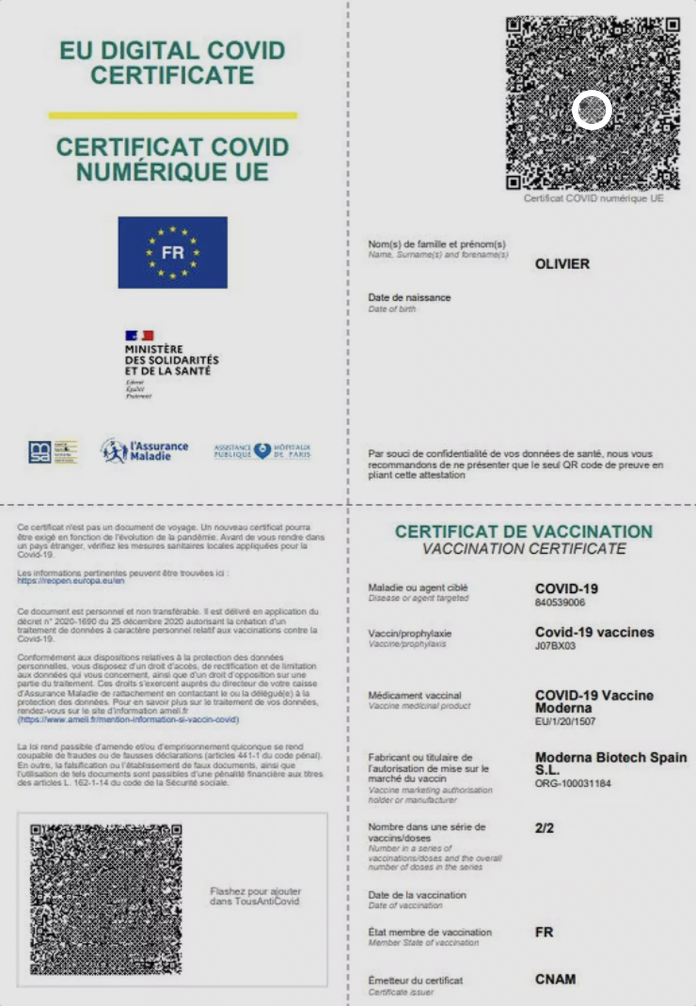 EU DIGITAL COVID
CERTIFICATE
CERTIFICAT COVID
NUMÉRIQUE UE
FR
MINISTÈRE
DES SOLIDARITÉS
ET DE LA SANTÉ
Liberté
Égalité
Fraternité
msa
l'Assurance
Maladie
ASSISTANCE HÔPITAUX
PUBLIQUE DE PARIS
Certificat COVID numérique UE
Nom(s) de famille et prénom(s)
Name, Surname(s) and forename(s)
OLIVIER
Date de naissance
Date of birth
Par souci de confidentialité de vos données de santé, nous vous
recommandons de ne présenter que le seul QR code de preuve en
pliant cette attestation
Ce certificat n'est pas un document de voyage. Un nouveau certificat pourra
être exigé en fonction de l'évolution de la pandémie. Avant de vous rendre dans
un pays étranger, vérifiez les mesures sanitaires locales appliquées pour la
Covid-19.
Les informations pertinentes peuvent être trouvées ici :
https://reopen.europa.eu/en
Ce document est personnel et non transférable. Il est délivré en application du
décret n° 2020-1690 du 25 décembre 2020 autorisant la création d'un
traitement de données à caractère personnel relatif aux vaccinations contre la
Covid-19.
Conformément aux dispositions relatives à la protection des données
personnelles, vous disposez d'un droit d'accès, de rectification et de limitation
aux données qui vous concernent, ainsi que d'un droit d'opposition sur une
partie du traitement. Ces droits s'exercent auprès du directeur de votre caisse
d'Assurance Maladie de rattachement en contactant le ou la délégué(e) à la
protection des données. Pour en savoir plus sur le traitement de vos données,
rendez-vous sur le site d'information ameli.fr
(https://www.ameli.fr/mention-information-si-vaccin-covid)
La loi rend passible d'amende et/ou d'emprisonnement quiconque se rend
coupable de fraudes ou de fausses déclarations (articles 441-1 du code pénal).
En outre, la falsification ou l'établissement de faux documents, ainsi que
l'utilisation de tels documents sont passibles d'une pénalité financière aux titres
des articles L. 162-1-14 du code de la Sécurité sociale.
Flashez pour ajouter
dans TousAntiCovid
CERTIFICAT DE VACCINATION
VACCINATION CERTIFICATE
Maladie ou agent ciblé
Disease or agent targeted
COVID-19
840539006
Vaccin/prophylaxie
Vaccine/prophylaxis
Covid-19 vaccines
J07BX03
Médicament vaccinal
Vaccine medicinal product
COVID-19 Vaccine
Moderna
EU/1/20/1507
Fabricant ou titulaire de
l'autorisation de mise sur le
marché du vaccin
Vaccine marketing authorisation
holder or manufacturer
Moderna Biotech Spain
S.L.
ORG-100031184
Nombre dans une série de
vaccins/doses
Number in a series of
vaccinations/doses and the overall
number of doses in the series
2/2
Date de la vaccination
Date of vaccination
État membre de vaccination
Member State of vaccination
FR
Émetteur du certificat
Certificate issuer
CNAM